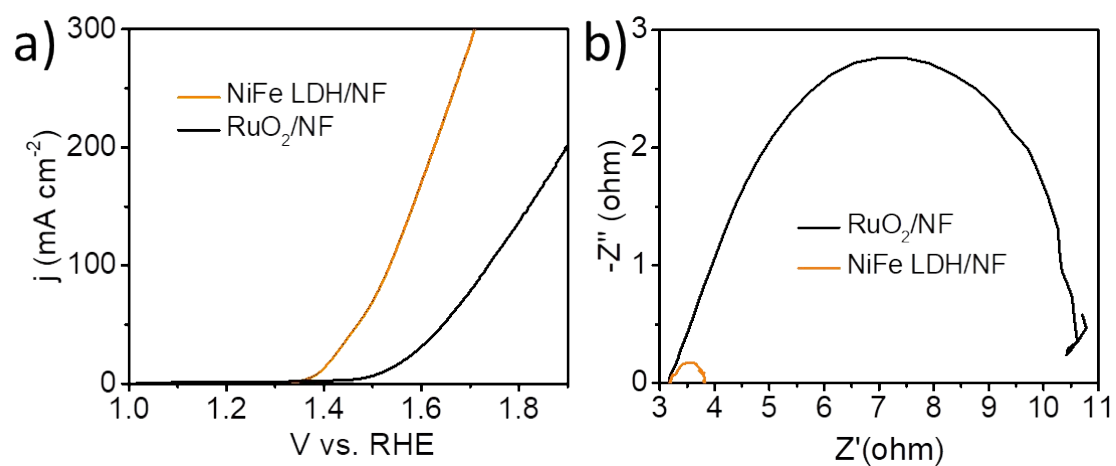 a)
300
200
100
0
j (mA cm⁻²)
NiFe LDH/NF
RuO₂/NF
1.0 1.2 1.4 1.6 1.8
V vs. RHE
b)
3
2
1
0
-Z" (ohm)
RuO₂/NF
NiFe LDH/NF
3 4 5 6 7 8 9 10 11
Z'(ohm)